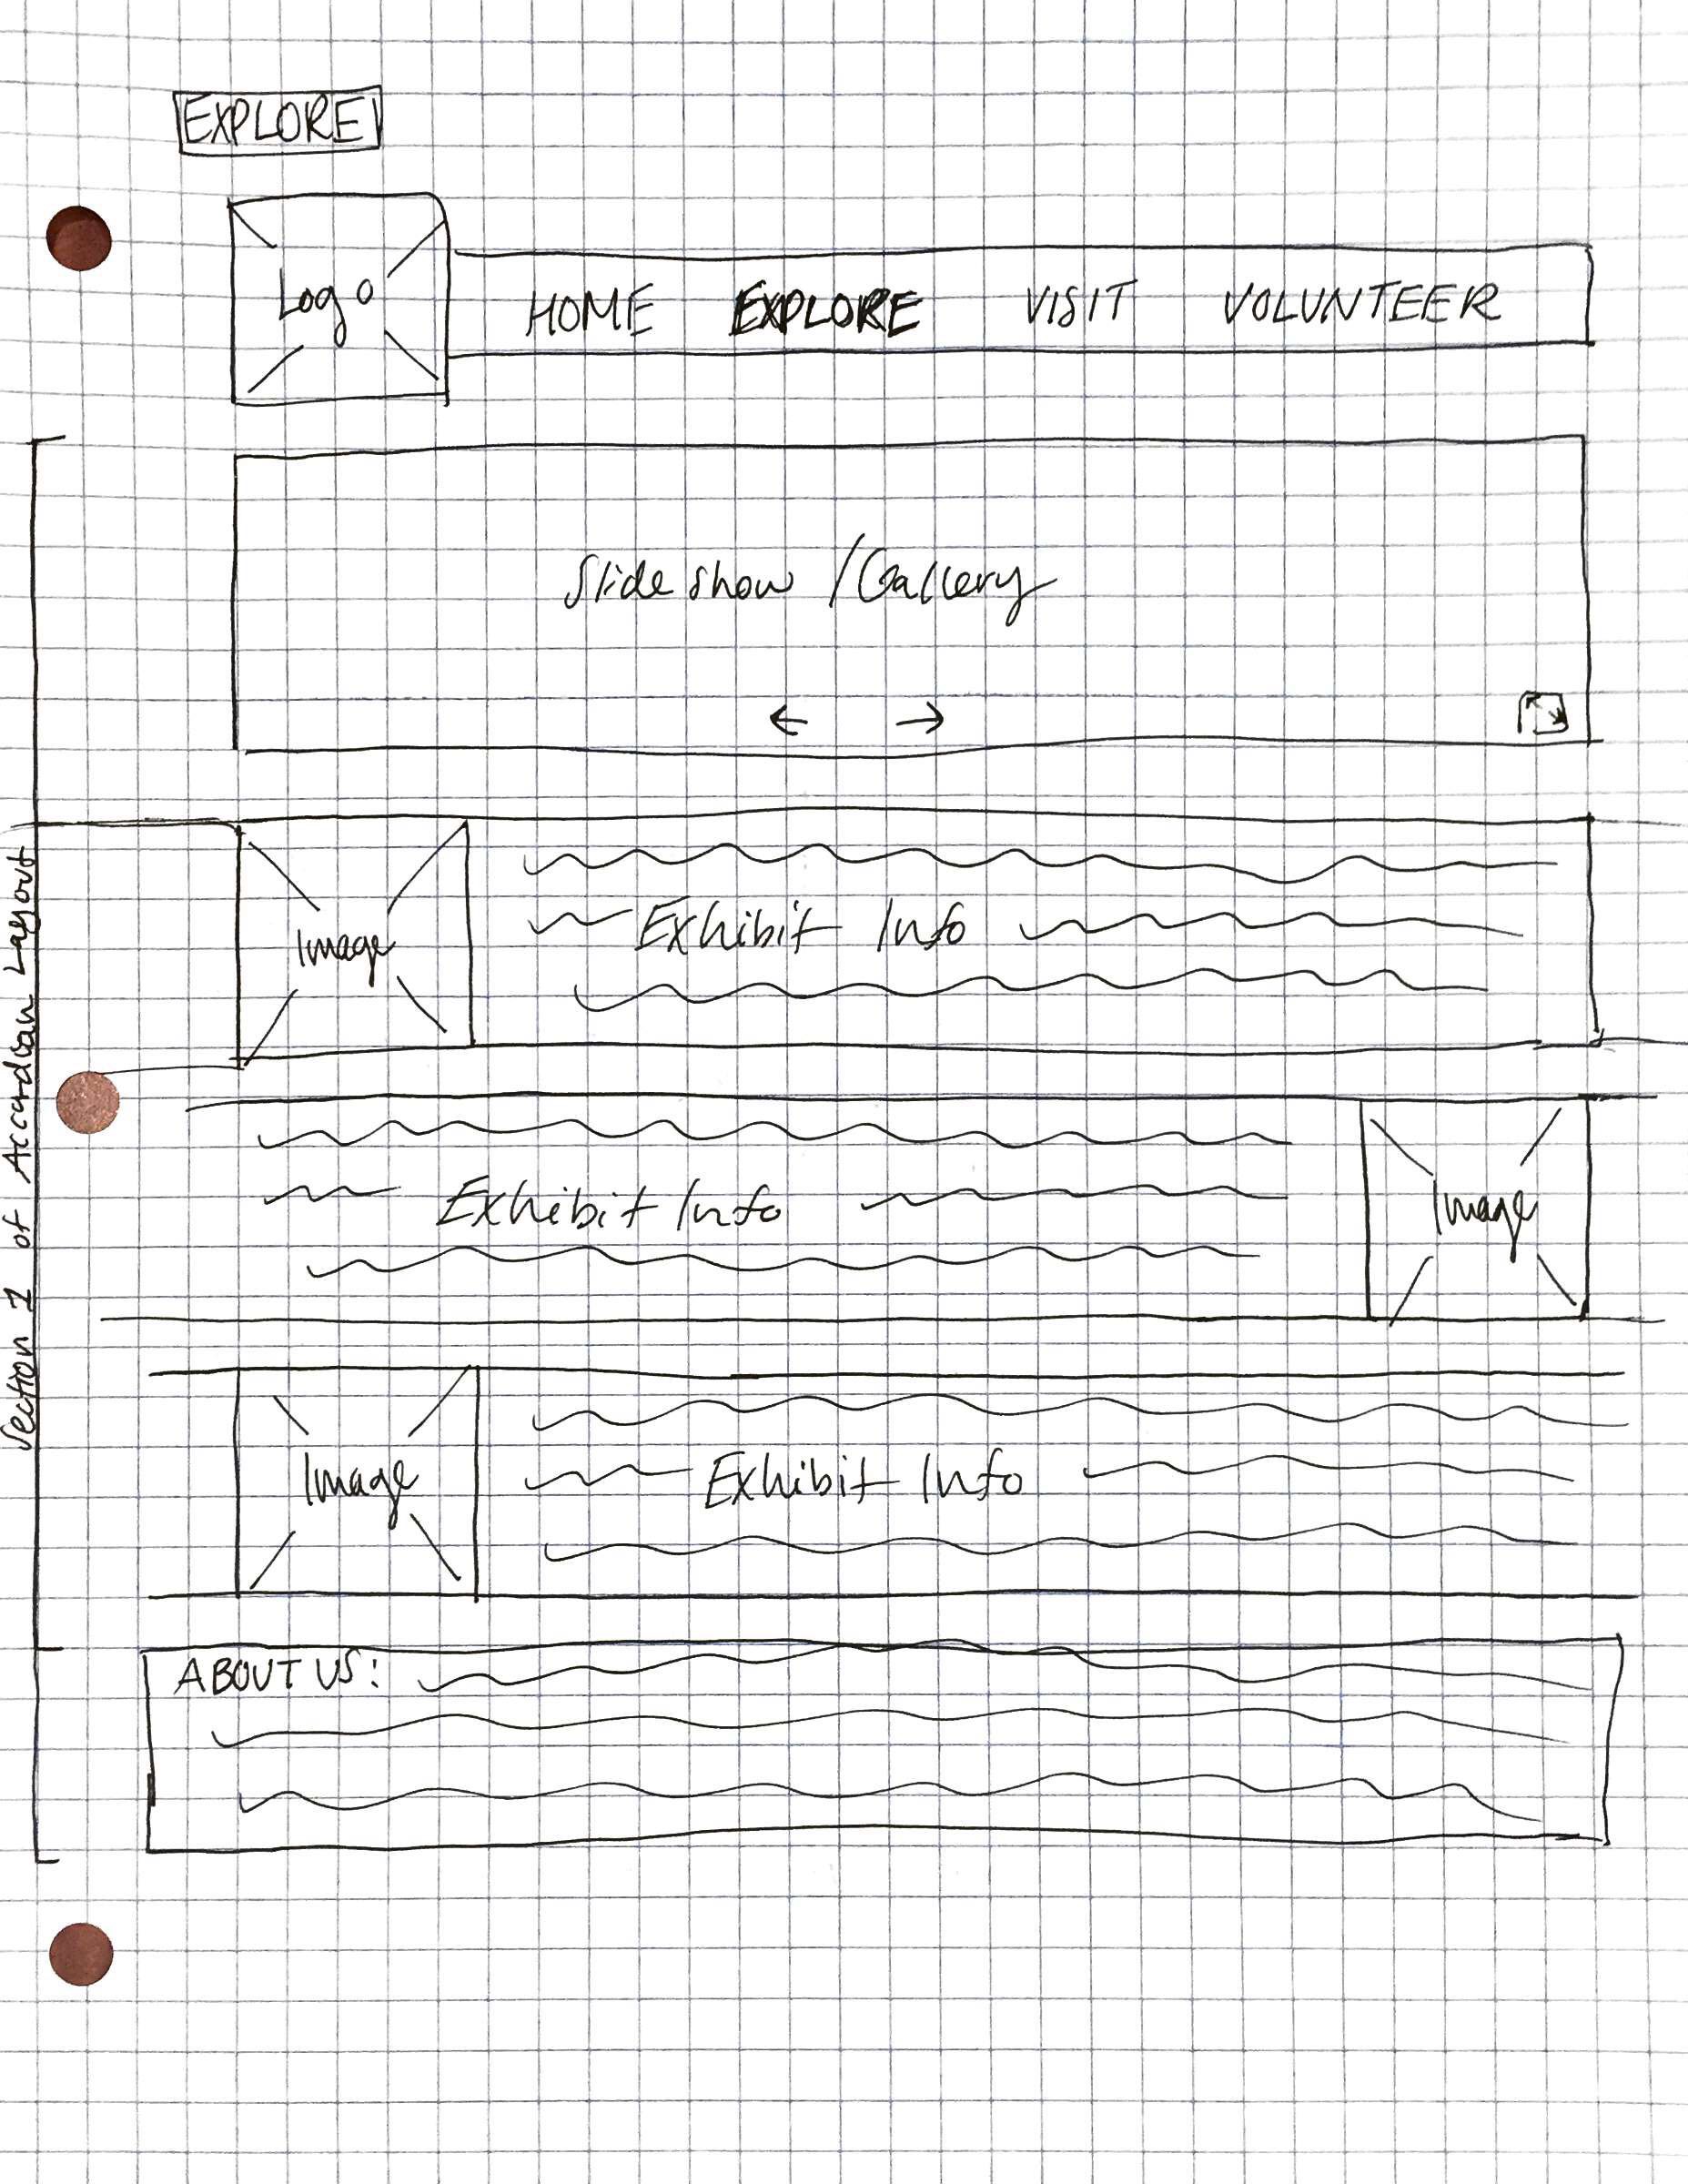 EXPLORE
Logo
HOME EXPLORE VISIT VOLUNTEER
Slide show / Gallery
Section 1 of Accordian Layout
Image
Exhibit Info
Exhibit Info
Image
Image
Exhibit Info
ABOUT US: